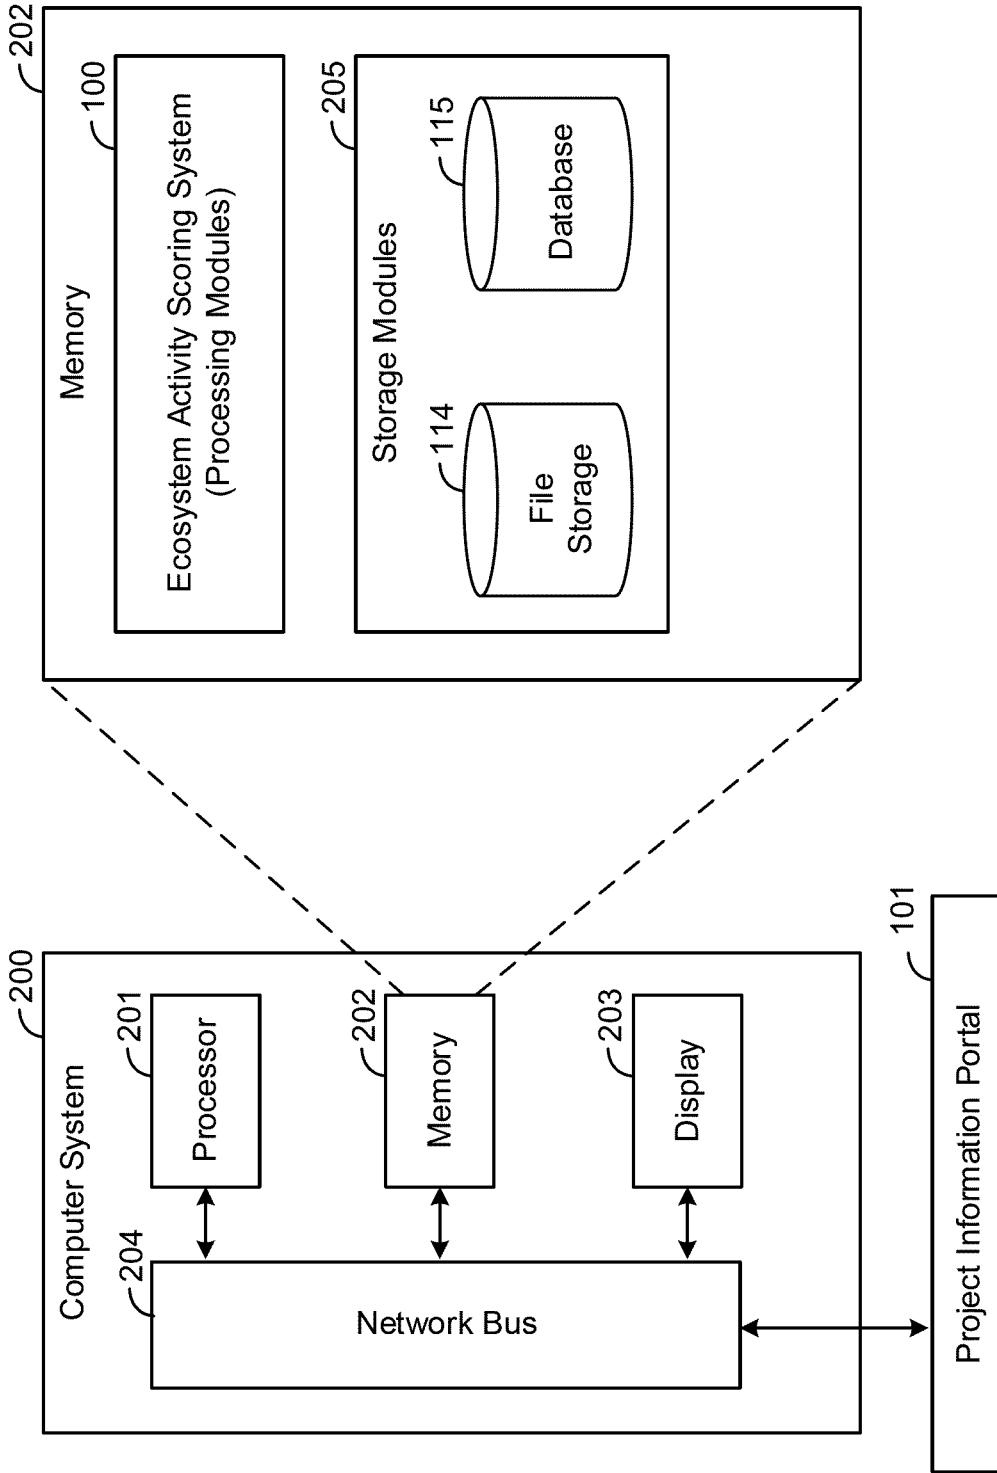 200
Computer System
204
Network Bus
201
Processor
202
Memory
203
Display
101
Project Information Portal
202
Memory
100
Ecosystem Activity Scoring System
(Processing Modules)
205
Storage Modules
114
File
Storage
115
Database